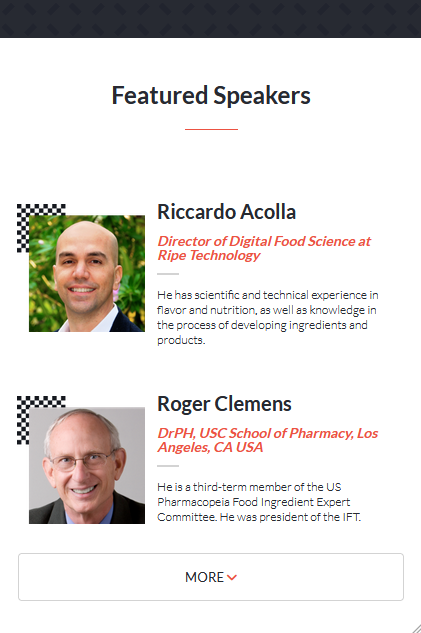 Featured Speakers
Riccardo Acolla
Director of Digital Food Science at
Ripe Technology
He has scientific and technical experience in
flavor and nutrition, as well as knowledge in
the process of developing ingredients and
products.
Roger Clemens
DrPH, USC School of Pharmacy, Los
Angeles, CA USA
He is a third-term member of the US
Pharmacopeia Food Ingredient Expert
Committee. He was president of the IFT.
MORE